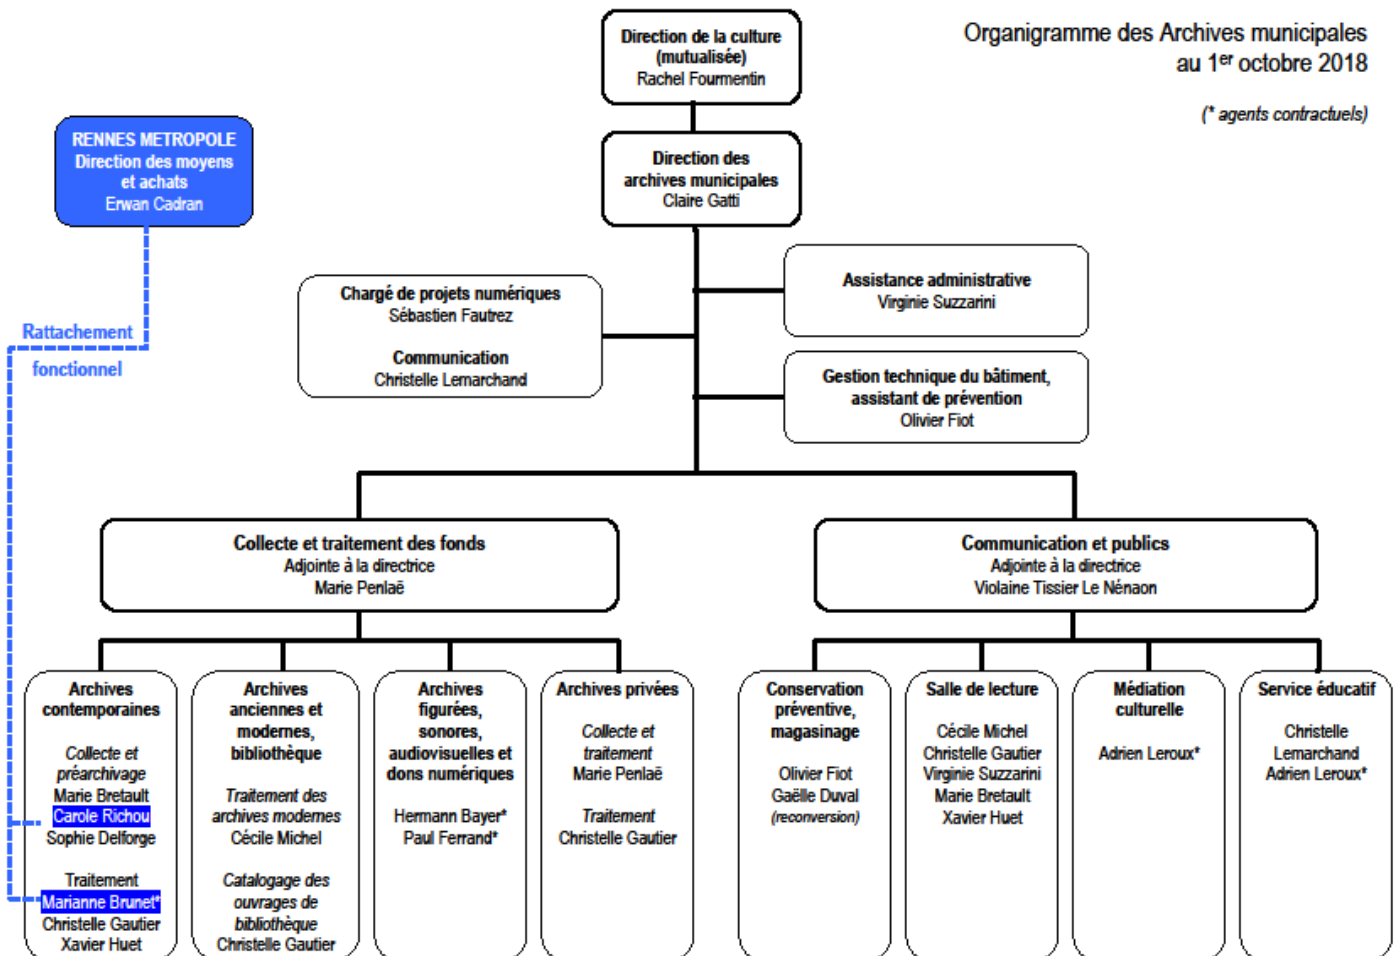 Organigramme des Archives municipales
au 1er octobre 2018
(* agents contractuels)
Direction de la culture
(mutualisée)
Rachel Fourmentin
Direction des
archives municipales
Claire Gatti
RENNES METROPOLE
Direction des moyens
et achats
Erwan Cadran
Rattachement
fonctionnel
Chargé de projets numériques
Sébastien Fautrez
Communication
Christelle Lemarchand
Assistance administrative
Virginie Suzzarini
Gestion technique du bâtiment,
assistant de prévention
Olivier Fiot
Collecte et traitement des fonds
Adjointe à la directrice
Marie Penlaë
Communication et publics
Adjointe à la directrice
Violaine Tissier Le Nénaon
Archives
contemporaines
Collecte et
préarchivage
Marie Bretault
Carole Richou
Sophie Delforge
Traitement
Marianne Brunet*
Christelle Gautier
Xavier Huet
Archives
anciennes et
modernes,
bibliothèque
Traitement des
archives modernes
Cécile Michel
Catalogage des
ouvrages de
bibliothèque
Christelle Gautier
Archives
figurées,
sonores,
audiovisuelles et
dons numériques
Hermann Bayer*
Paul Ferrand*
Archives privées
Collecte et
traitement
Marie Penlaë
Traitement
Christelle Gautier
Conservation
préventive,
magasinage
Olivier Fiot
Gaëlle Duval
(reconversion)
Salle de lecture
Cécile Michel
Christelle Gautier
Virginie Suzzarini
Marie Bretault
Xavier Huet
Médiation
culturelle
Adrien Leroux*
Service éducatif
Christelle
Lemarchand
Adrien Leroux*